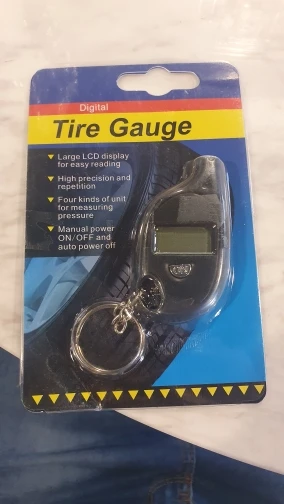 Digital
Tire Gauge
Large LCD display
for easy reading
High precision and
repetition
Four kinds of unit
for measuring
pressure
Manual power
ON/OFF and
auto power off